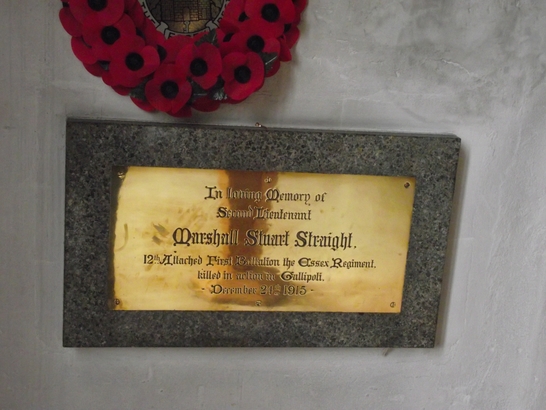 In Loving Memory of
Second Lieutenant
Marshall Stuart Straight.
12th Attached First Battalion the Essex Regiment.
killed in action in Gallipoli.
- December 21st 1915 -